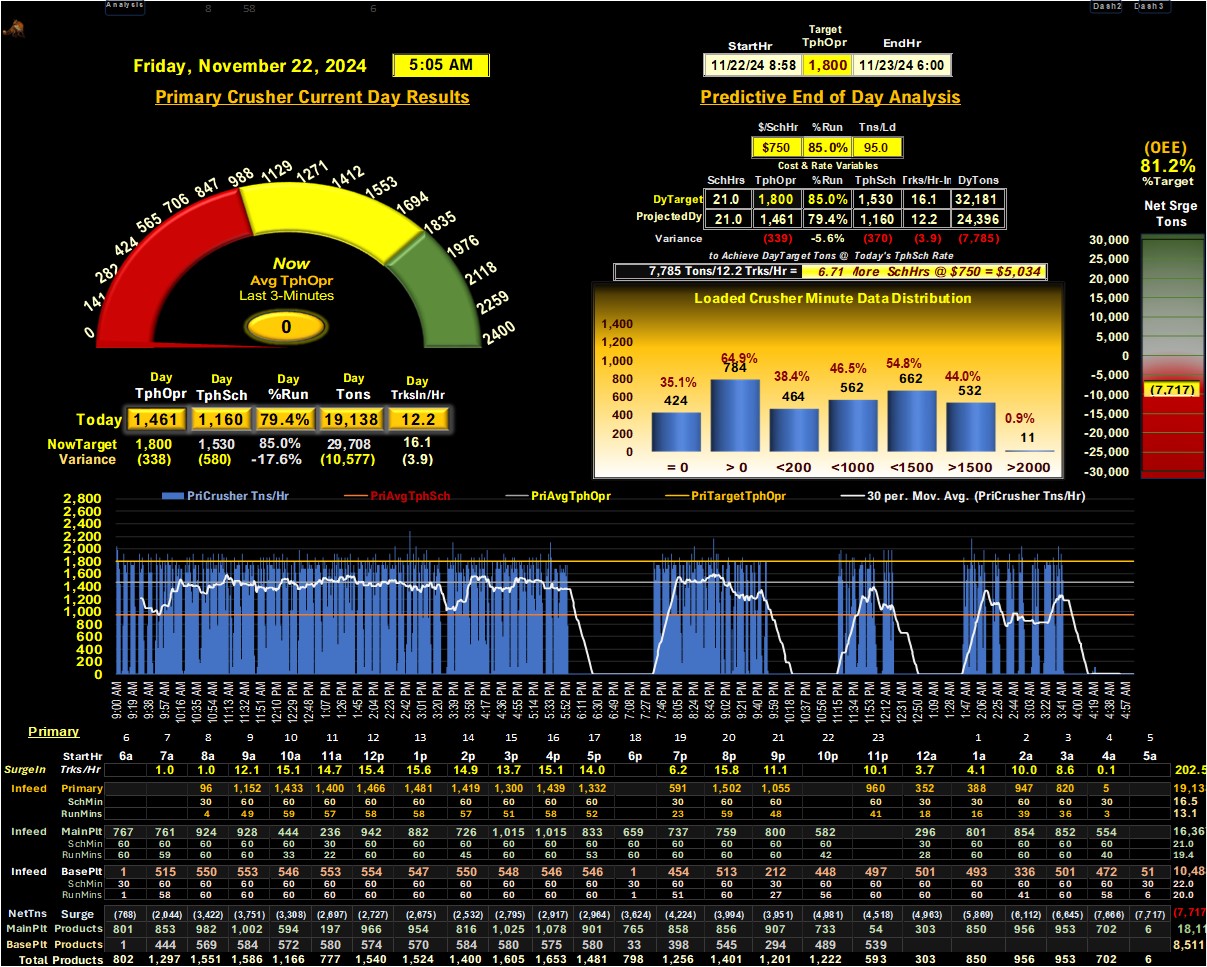 Analysis 8 58 6 Dash2 Dash3
Target
StartHr TphOpr EndHr
Friday, November 22, 2024 5:05 AM 11/22/24 8:58 1,800 11/23/24 6:00
Primary Crusher Current Day Results Predictive End of Day Analysis
$/SchHr %Run Tns/Ld
$750 85.0% 95.0
Cost & Rate Variables
SchHrs TphOpr %Run TphSch Trks/Hr-In DyTons
DyTarget 21.0 1,800 85.0% 1,530 16.1 32,181
ProjectedDy 21.0 1,461 79.4% 1,160 12.2 24,396
Variance (339) -5.6% (370) (3.9) (7,785)
to Achieve DayTarget Tons @ Today's TphSch Rate
7,785 Tons/12.2 Trks/Hr = 6.71 More SchHrs @ $750 = $5,034
(OEE)
81.2%
%Target
Net Srge
Tons
30,000
25,000
20,000
15,000
10,000
5,000
0
-5,000
(7,717)
-10,000
-15,000
-20,000
-25,000
-30,000
0 141 282 424 565 706 847 988 1129 1271 1412 1553 1694 1835 1976 2118 2259 2400
Now
Avg TphOpr
Last 3-Minutes
0
Day Day Day Day Day
TphOpr TphSch %Run Tons TrksIn/Hr
Today 1,461 1,160 79.4% 19,138 12.2
NowTarget 1,800 1,530 85.0% 29,708 16.1
Variance (338) (580) -17.6% (10,577) (3.9)
Loaded Crusher Minute Data Distribution
1,400
1,200
1,000
800
600
400
200
0
35.1% 64.9% 38.4% 46.5% 54.8% 44.0% 0.9%
424 784 464 562 662 532 11
= 0 > 0 <200 <1000 <1500 >1500 >2000
PriCrusher Tns/Hr PriAvgTphSch PriAvgTphOpr PriTargetTphOpr 30 per. Mov. Avg. (PriCrusher Tns/Hr)
2,800
2,600
2,400
2,200
2,000
1,800
1,600
1,400
1,200
1,000
800
600
400
200
0
9:00 AM 9:19 AM 9:38 AM 9:57 AM 10:16 AM 10:35 AM 10:54 AM 11:13 AM 11:32 AM 11:51 AM 12:10 PM 12:29 PM 12:48 PM 1:07 PM 1:26 PM 1:45 PM 2:04 PM 2:23 PM 2:42 PM 3:01 PM 3:20 PM 3:39 PM 3:58 PM 4:17 PM 4:36 PM 4:55 PM 5:14 PM 5:33 PM 5:52 PM 6:11 PM 6:30 PM 6:49 PM 7:08 PM 7:27 PM 7:46 PM 8:05 PM 8:24 PM 8:43 PM 9:02 PM 9:21 PM 9:40 PM 9:59 PM 10:18 PM 10:37 PM 10:56 PM 11:15 PM 11:34 PM 11:53 PM 12:12 AM 12:31 AM 12:50 AM 1:09 AM 1:28 AM 1:47 AM 2:06 AM 2:25 AM 2:44 AM 3:03 AM 3:22 AM 3:41 AM 4:00 AM 4:19 AM 4:38 AM 4:57 AM
Primary 6 7 8 9 10 11 12 13 14 15 16 17 18 19 20 21 22 23 1 2 3 4 5
StartHr 6a 7a 8a 9a 10a 11a 12p 1p 2p 3p 4p 5p 6p 7p 8p 9p 10p 11p 12a 1a 2a 3a 4a 5a
SurgeIn Trks/Hr 1.0 1.0 12.1 15.1 14.7 15.4 15.6 14.9 13.7 15.1 14.0 6.2 15.8 11.1 10.1 3.7 4.1 10.0 8.6 0.1 202.5
Infeed Primary 96 1,152 1,433 1,400 1,466 1,481 1,419 1,300 1,439 1,332 591 1,502 1,055 960 352 388 947 820 5 19,13
SchMin 30 60 60 60 60 60 60 60 60 60 30 60 60 60 30 30 60 60 30 16.5
RunMins 4 49 59 57 58 58 57 51 58 52 23 59 48 41 18 16 39 36 3 13.1
Infeed MainPlt 767 761 924 928 444 236 942 882 726 1,015 1,015 833 659 737 759 800 582 296 801 854 852 554 16,367
SchMin 60 60 60 60 60 30 60 60 60 60 60 60 60 60 60 60 60 30 60 60 60 60 21.0
RunMins 60 59 60 60 33 22 60 60 45 60 60 53 60 60 60 60 42 28 60 60 60 40 19.4
Infeed BasePlt 1 515 550 553 546 553 554 547 550 548 546 546 1 454 513 212 448 497 501 493 336 501 472 51 10,48
SchMin 30 60 60 60 60 60 60 60 60 60 60 60 30 60 60 30 60 60 60 60 60 60 60 30 22.0
RunMins 1 58 60 60 60 60 60 60 60 60 60 60 1 51 60 27 56 60 60 60 41 60 58 6 20.0
NetTns Surge (768) (2,044) (3,422) (3,751) (3,308) (2,697) (2,727) (2,675) (2,532) (2,795) (2,917) (2,964) (3,624) (4,224) (3,994) (3,951) (4,981) (4,518) (4,963) (5,869) (6,112) (6,645) (7,666) (7,717) (7,717
MainPlt Products 801 853 982 1,002 594 197 966 954 816 1,025 1,078 901 765 858 856 907 733 54 303 850 956 953 702 6 18,11
BasePlt Products 1 444 569 584 572 580 574 570 584 580 575 580 33 398 545 294 489 539 8,511
Total Products 802 1,297 1,551 1,586 1,166 777 1,540 1,524 1,400 1,605 1,653 1,481 798 1,256 1,401 1,201 1,222 593 303 850 956 953 702 6